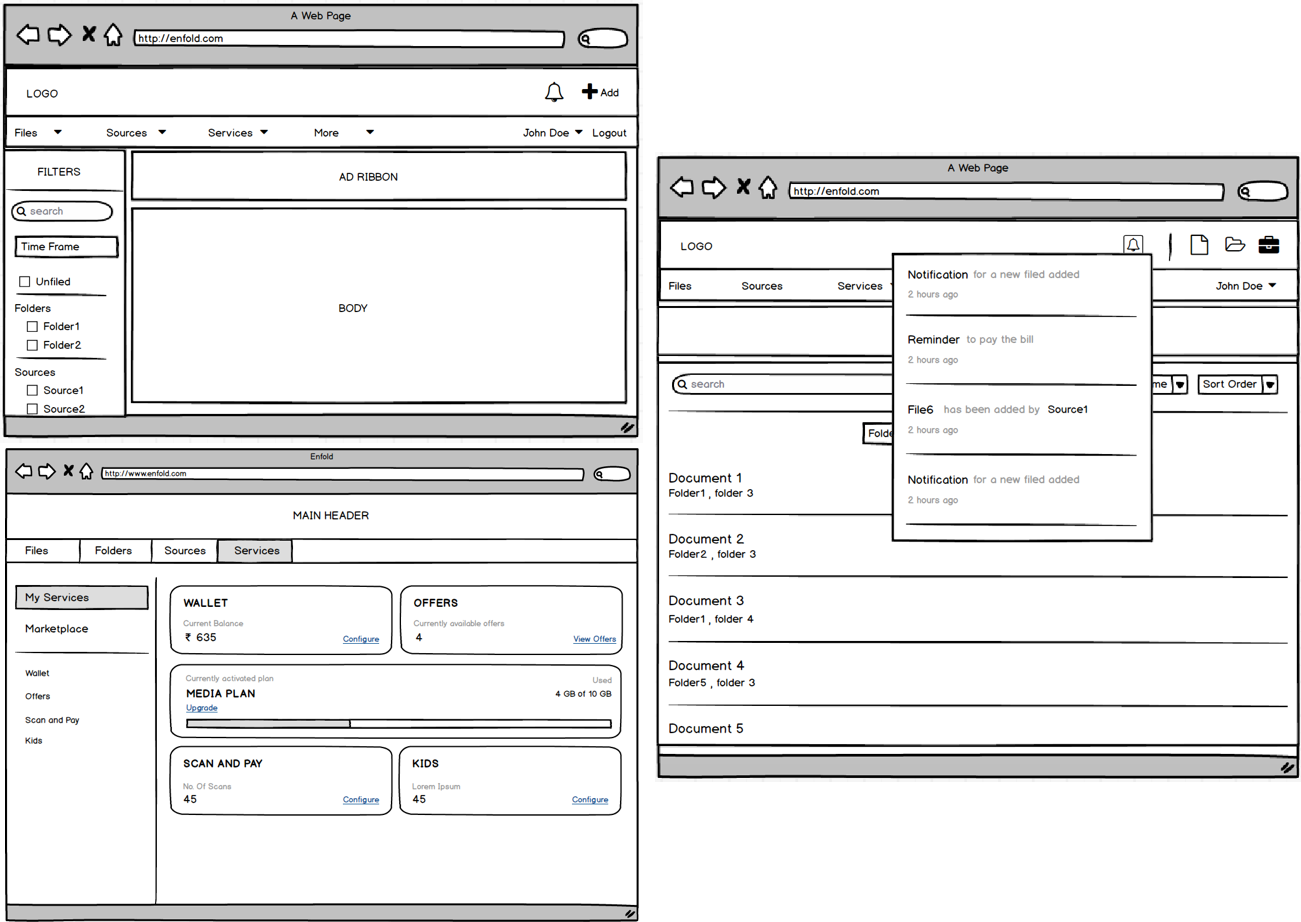 A Web Page
http://enfold.com
LOGO
Add
Files Sources Services More John Doe Logout
FILTERS
search
Time Frame
Unfiled
Folders
Folder1
Folder2
Sources
Source1
Source2
AD RIBBON
BODY
Enfold
http://www.enfold.com
MAIN HEADER
Files Folders Sources Services
My Services
Marketplace
Wallet
Offers
Scan and Pay
Kids
WALLET
Current Balance
₹ 635
Configure
OFFERS
Currently available offers
4
View Offers
Currently activated plan
MEDIA PLAN
Upgrade
Used
4 GB of 10 GB
SCAN AND PAY
No. Of Scans
45
Configure
KIDS
Lorem Ipsum
45
Configure
A Web Page
http://enfold.com
LOGO
Files Sources Services John Doe
Notification for a new filed added
2 hours ago
Reminder to pay the bill
2 hours ago
File6 has been added by Source1
2 hours ago
Notification for a new filed added
2 hours ago
search
me Sort Order
Folde
Document 1
Folder1 , folder 3
Document 2
Folder2 , folder 3
Document 3
Folder1 , folder 4
Document 4
Folder5 , folder 3
Document 5